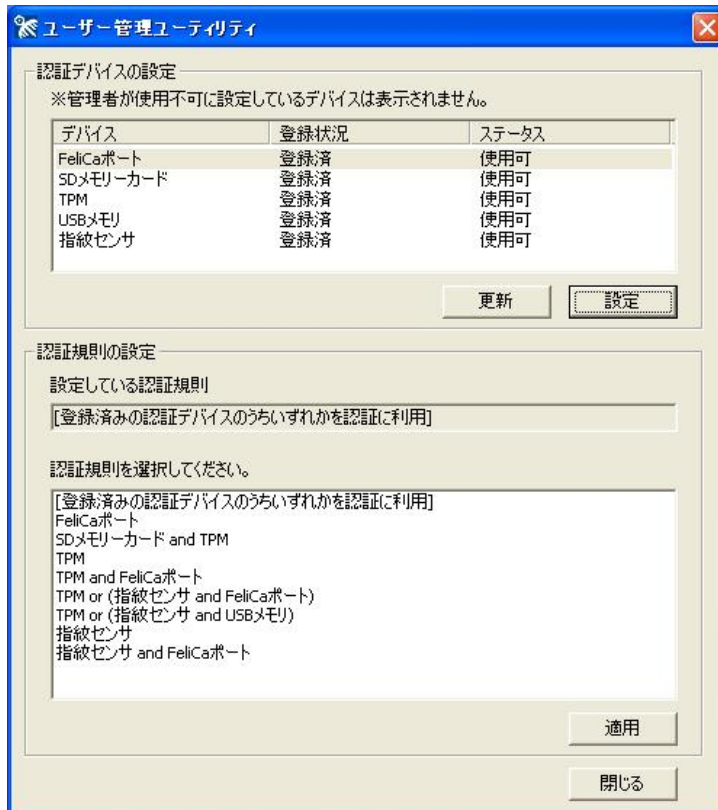 ユーザー管理ユーティリティ
認証デバイスの設定
※管理者が使用不可に設定しているデバイスは表示されません。
デバイス 登録状況 ステータス
FeliCaポート 登録済 使用可
SDメモリーカード 登録済 使用可
TPM 登録済 使用可
USBメモリ 登録済 使用可
指紋センサ 登録済 使用可
更新 設定
認証規則の設定
設定している認証規則
[登録済みの認証デバイスのうちいずれかを認証に利用]
認証規則を選択してください。
[登録済みの認証デバイスのうちいずれかを認証に利用]
FeliCaポート
SDメモリーカード and TPM
TPM
TPM and FeliCaポート
TPM or (指紋センサ and FeliCaポート)
TPM or (指紋センサ and USBメモリ)
指紋センサ
指紋センサ and FeliCaポート
適用
閉じる